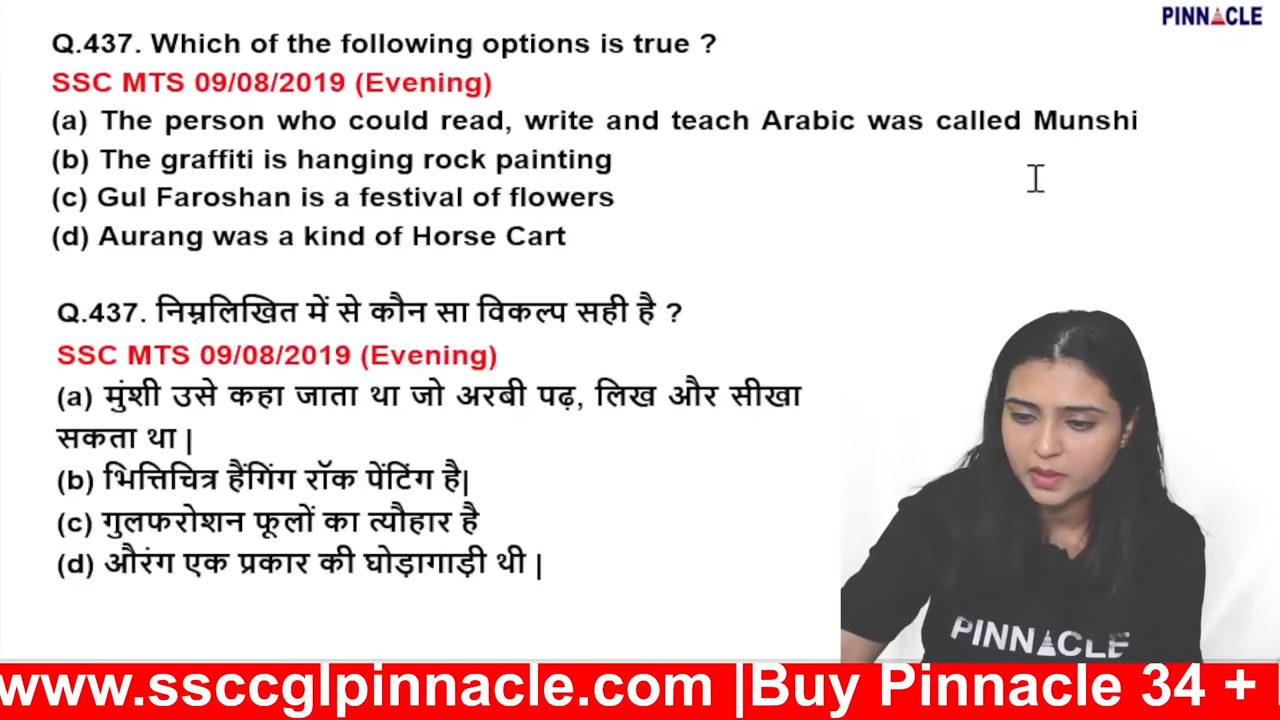 PINNACLE
Q.437. Which of the following options is true ?
SSC MTS 09/08/2019 (Evening)
(a) The person who could read, write and teach Arabic was called Munshi
(b) The graffiti is hanging rock painting
(c) Gul Faroshan is a festival of flowers
(d) Aurang was a kind of Horse Cart
Q.437. निम्नलिखित में से कौन सा विकल्प सही है ?
SSC MTS 09/08/2019 (Evening)
(a) मुंशी उसे कहा जाता था जो अरबी पढ़, लिख और सीखा
सकता था |
(b) भित्तिचित्र हैंगिंग रॉक पेंटिंग है|
(c) गुलफरोशन फूलों का त्यौहार है
(d) औरंग एक प्रकार की घोड़ागाड़ी थी |
PINNACLE
www.ssccglpinnacle.com |Buy Pinnacle 34 +